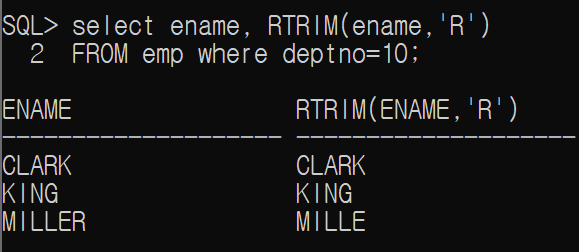 SQL> select ename, RTRIM(ename,'R')
2 FROM emp where deptno=10;
ENAME RTRIM(ENAME,'R')
-------------------- --------------------
CLARK CLARK
KING KING
MILLER MILLE